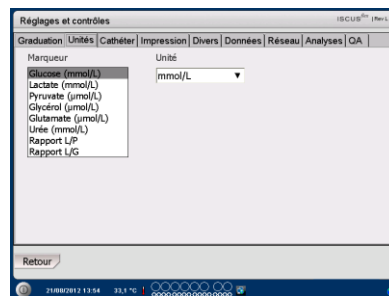 Réglages et contrôles ISCUS
Graduation Unités Cathéter Impression Divers Données Réseau Analyses QA
Marqueur Unité
Glucose (mmol/L) mmol/L
Lactate (mmol/L)
Pyruvate (µmol/L)
Glycérol (µmol/L)
Glutamate (µmol/L)
Urée (mmol/L)
Rapport L/P
Rapport L/G
Retour
21/08/2012 13:54 33,1 °C